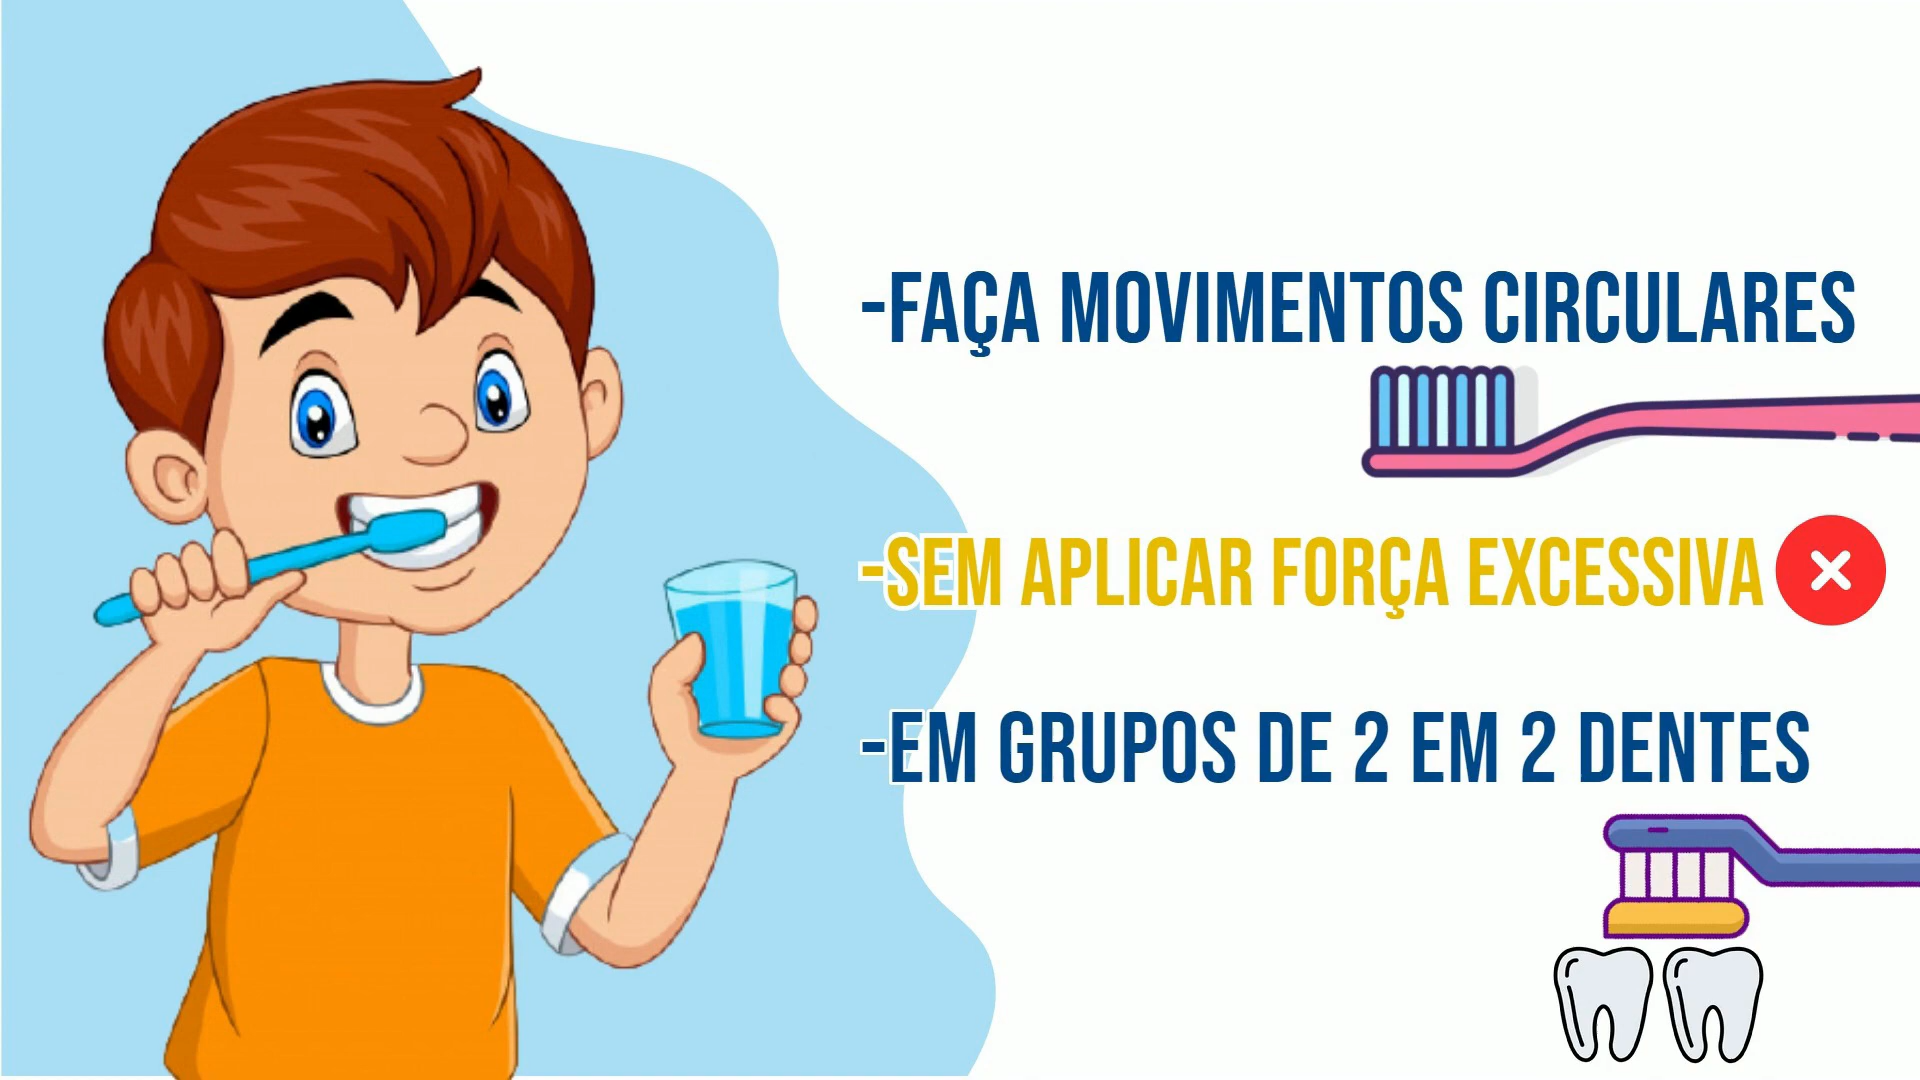 -FAÇA MOVIMENTOS CIRCULARES
-SEM APLICAR FORÇA EXCESSIVA
-EM GRUPOS DE 2 EM 2 DENTES